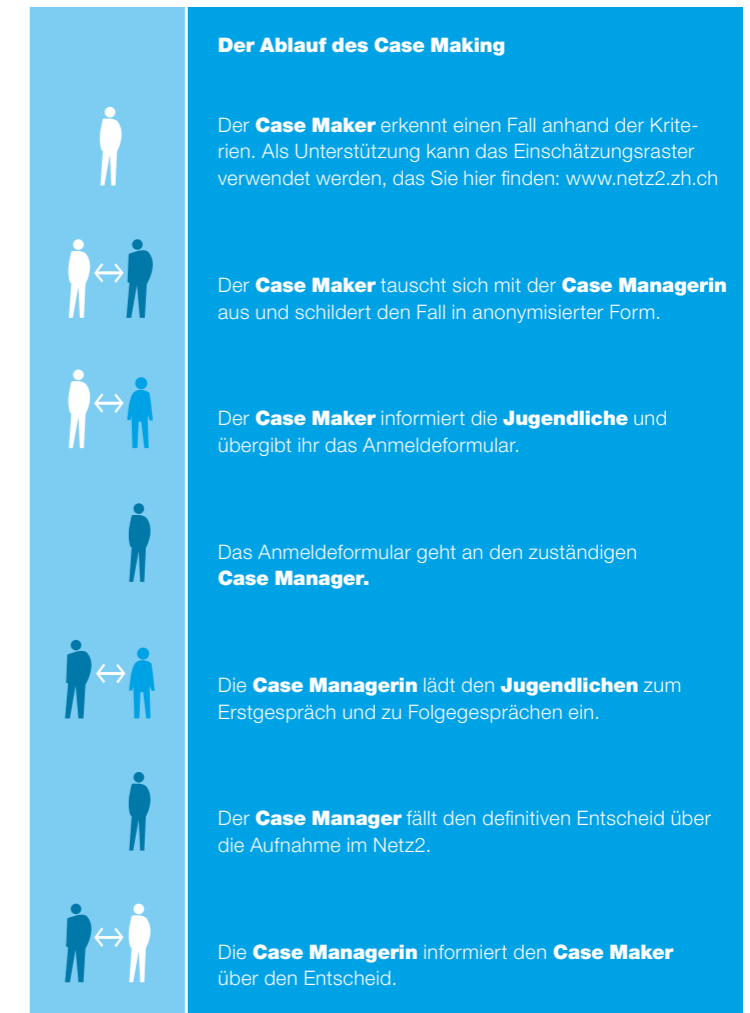 Der Ablauf des Case Making
Der Case Maker erkennt einen Fall anhand der Krite-
rien. Als Unterstützung kann das Einschätzungsraster
verwendet werden, das Sie hier finden: www.netz2.zh.ch
Der Case Maker tauscht sich mit der Case Managerin
aus und schildert den Fall in anonymisierter Form.
Der Case Maker informiert die Jugendliche und
übergibt ihr das Anmeldeformular.
Das Anmeldeformular geht an den zuständigen
Case Manager.
Die Case Managerin lädt den Jugendlichen zum
Erstgespräch und zu Folgegesprächen ein.
Der Case Manager fällt den definitiven Entscheid über
die Aufnahme im Netz2.
Die Case Managerin informiert den Case Maker
über den Entscheid.